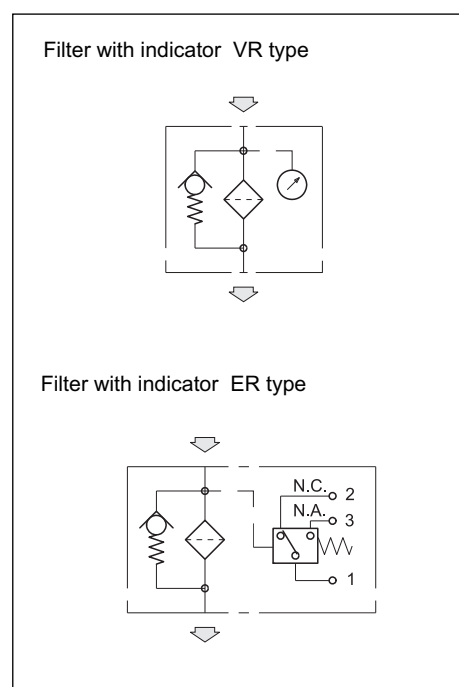 Filter with indicator VR type
Filter with indicator ER type
N.C. 2
N.A. 3
1